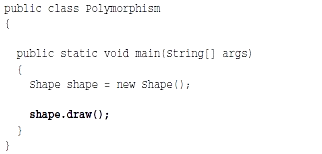 public class Polymorphism
{
public static void main(String[] args)
{
Shape shape = new Shape();
shape.draw();
}
}